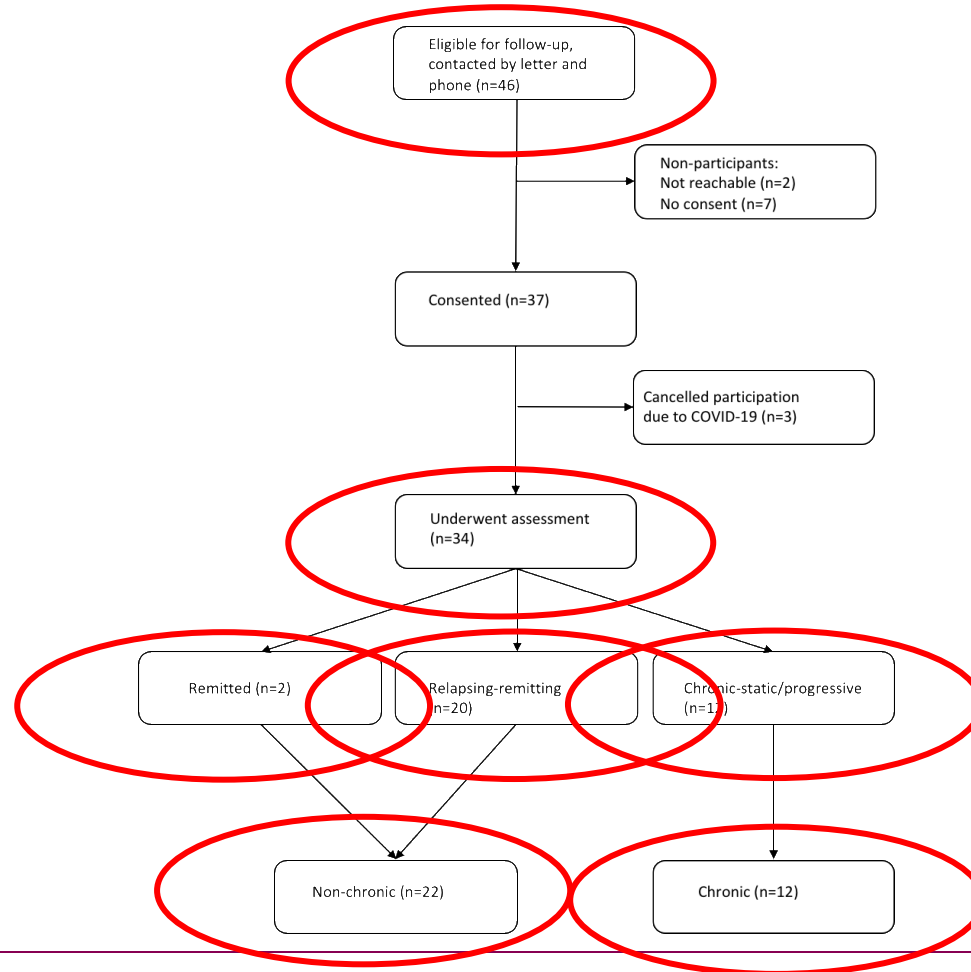 Eligible for follow-up,
contacted by letter and
phone (n=46)
Non-participants:
Not reachable (n=2)
No consent (n=7)
Consented (n=37)
Cancelled participation
due to COVID-19 (n=3)
Underwent assessment
(n=34)
Remitted (n=2)
Relapsing-remitting
(n=20)
Chronic-static/progressive
Non-chronic (n=22)
Chronic (n=12)